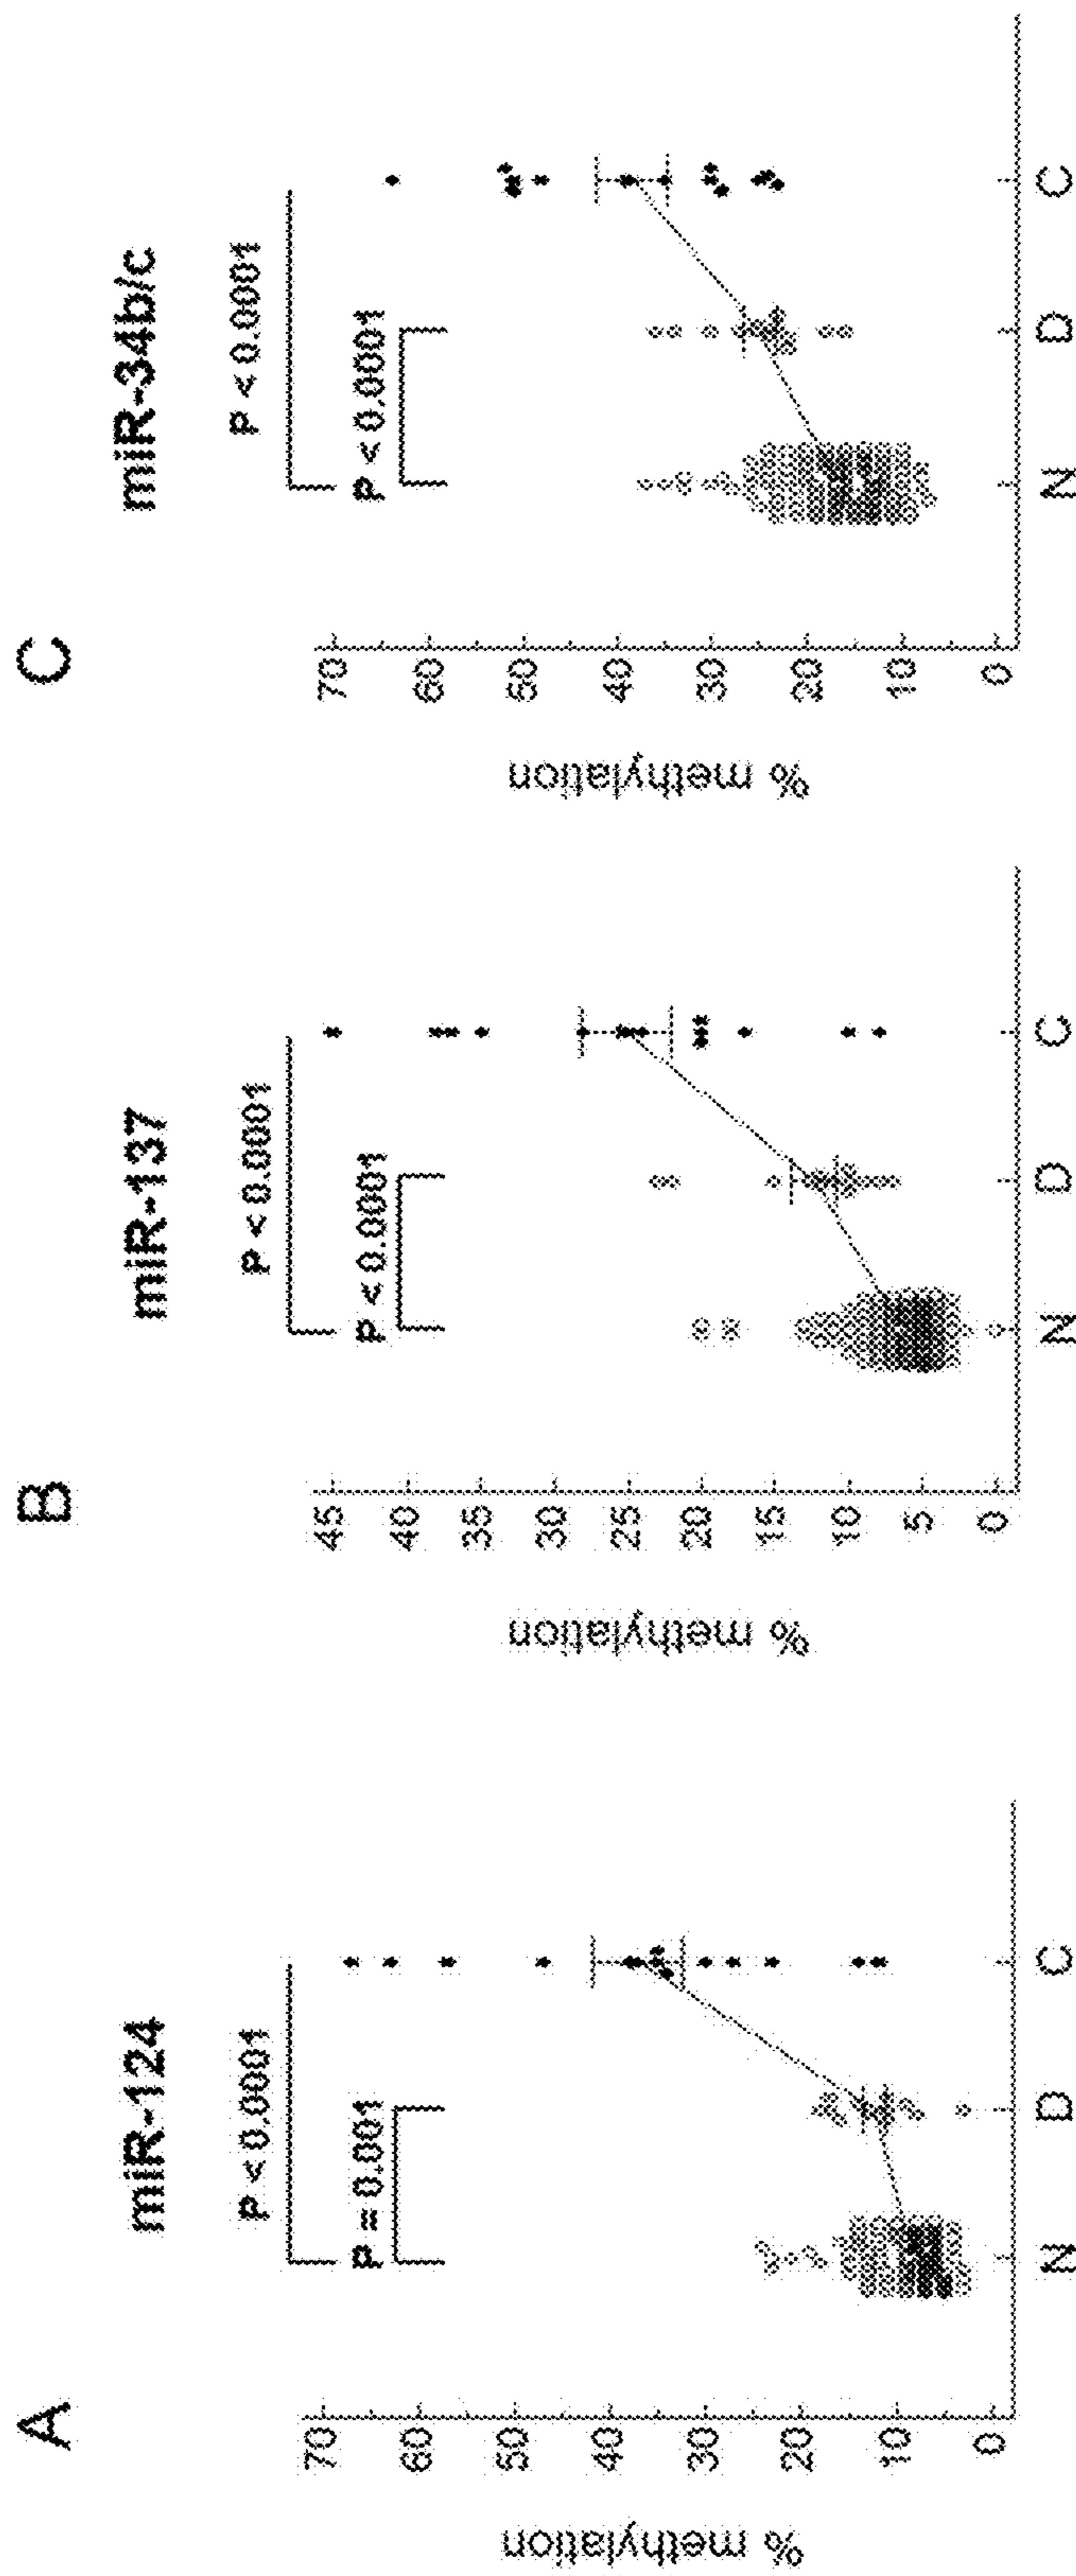 A
miR-124
P < 0.0001
P = 0.001
% methylation
70
60
50
40
30
20
10
0
N D C
B
miR-137
P < 0.0001
P < 0.0001
% methylation
45
40
35
30
25
20
15
10
5
0
N D C
C
miR-34b/c
P < 0.0001
P < 0.0001
% methylation
70
60
50
40
30
20
10
0
N D C